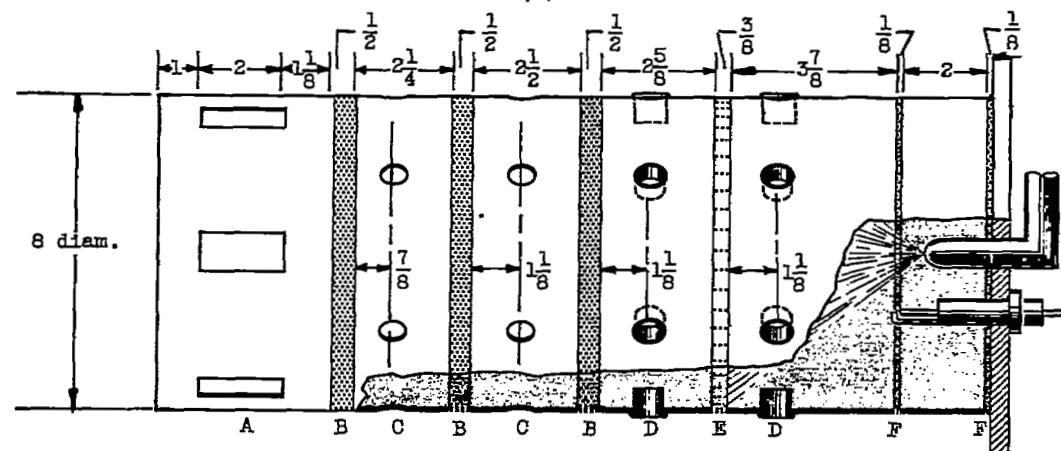 1/2 1/2 1/2 3/8 1/8 1/8
1 2 1 1/8 2 1/4 2 1/2 2 5/8 3 7/8 2
8 diam.
7/8 1 1/8 1 1/8 1 1/8
A B C B C B D E D F F